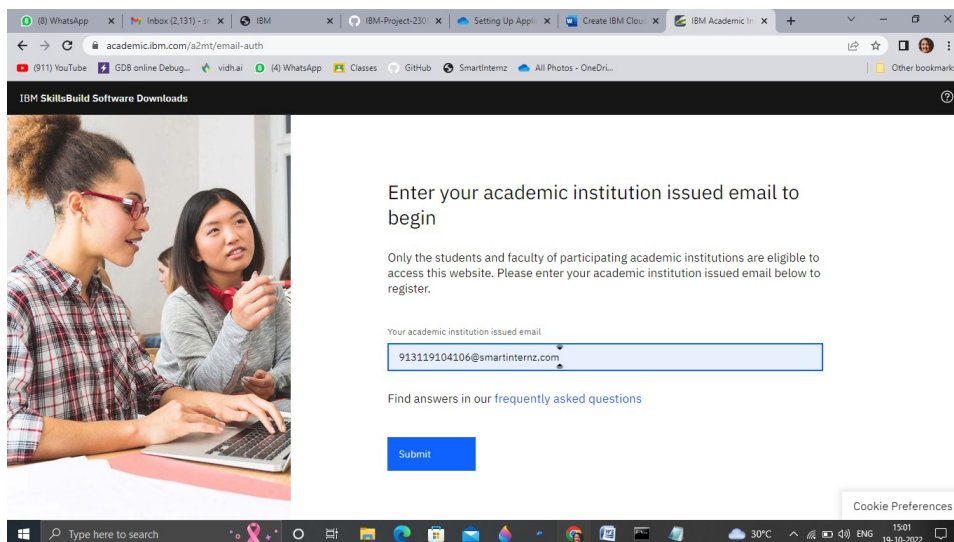 (8) WhatsApp
Inbox (2,131) - sr
IBM
IBM-Project-230
Setting Up Applic
Create IBM Clou
IBM Academic In
academic.ibm.com/a2mt/email-auth
(911) YouTube
GDB online Debug...
vidh.ai
(4) WhatsApp
Classes
GitHub
SmartInternz
All Photos - OneDri...
Other bookmark
IBM SkillsBuild Software Downloads
Enter your academic institution issued email to
begin
Only the students and faculty of participating academic institutions are eligible to
access this website. Please enter your academic institution issued email below to
register.
Your academic institution issued email
913119104106@smartinternz.com
Find answers in our frequently asked questions
Submit
Cookie Preferences
Type here to search
30°C
ENG
15:01
19-10-2022